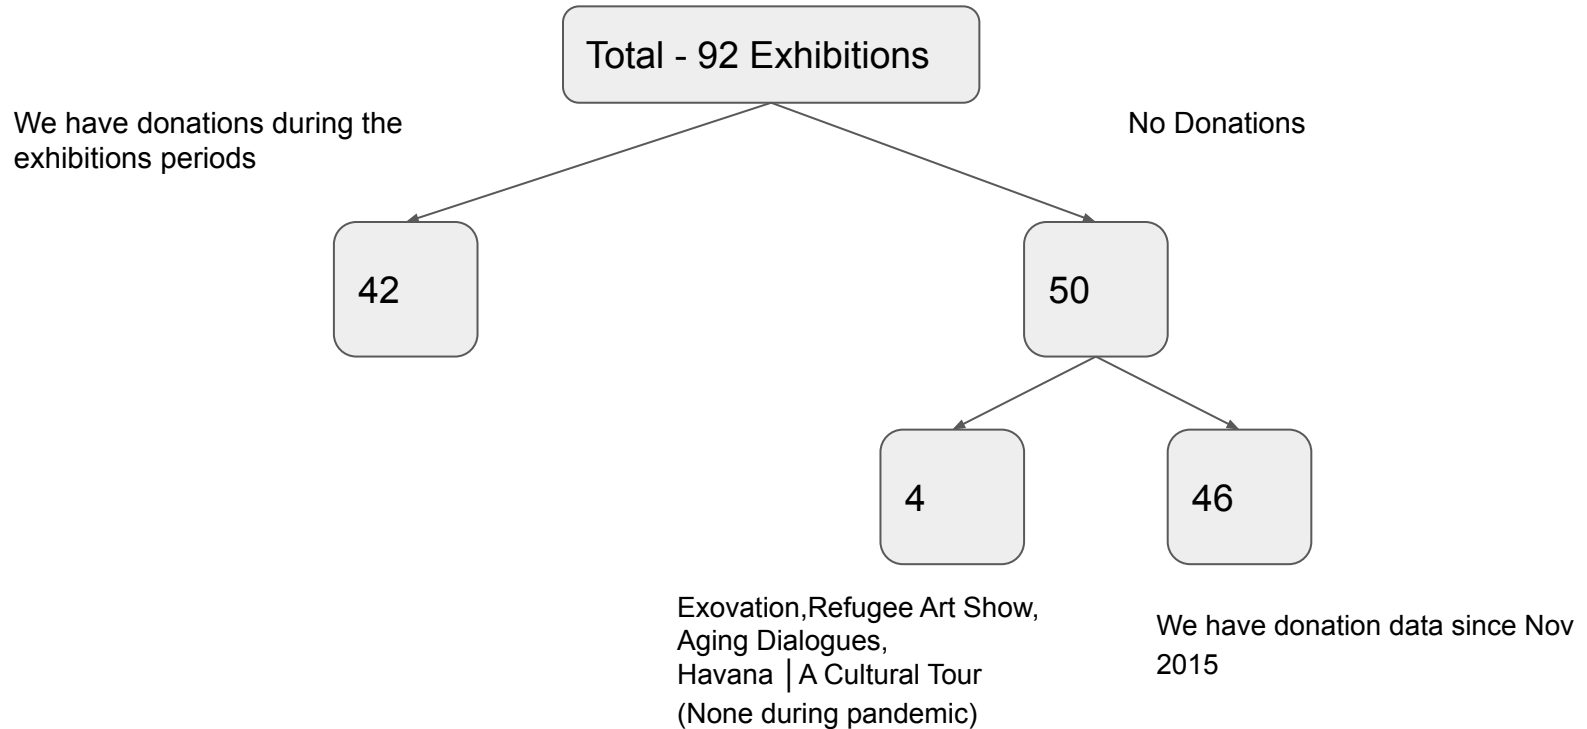 Total - 92 Exhibitions
We have donations during the
exhibitions periods
No Donations
42
50
4
46
Exovation,Refugee Art Show,
Aging Dialogues,
Havana │A Cultural Tour
(None during pandemic)
We have donation data since Nov
2015